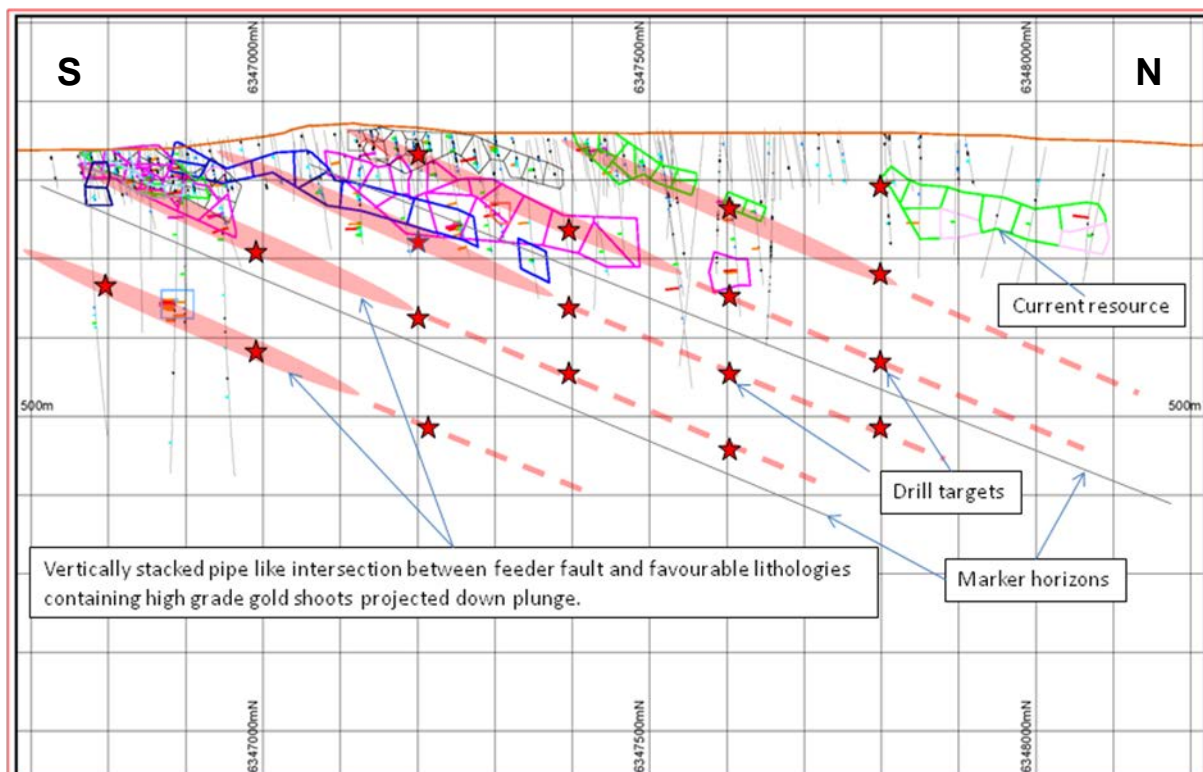 S
N
6347000mN
6347500mN
6348000mN
Current resource
500m
500m
Drill targets
Vertically stacked pipe like intersection between feeder fault and favourable lithologies
containing high grade gold shoots projected down plunge.
Marker horizons
6347000mN
6347500mN
6348000mN